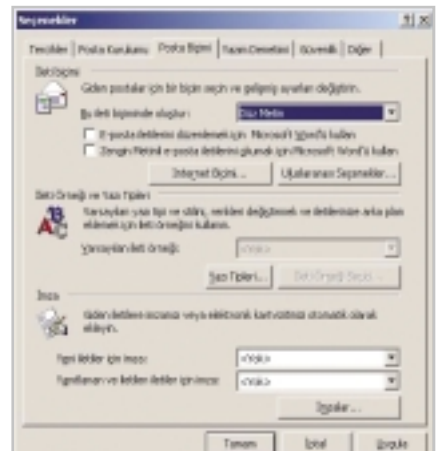 Seçenekler
Tercihler Posta Kurulumu Posta Biçimi Yazım Denetimi Güvenlik Diğer
İleti biçimi
Giden postalar için bir biçim seçin ve gelişmiş ayarları değiştirin.
Bu ileti biçiminde oluştur: Düz Metin
E-posta iletilerini düzenlemek için Microsoft Word'ü kullan
Zengin Metinli e-posta iletilerini okumak için Microsoft Word'ü kullan
Internet Biçimi... Uluslararası Seçenekler...
İleti Örneği ve Yazı Tipleri
Varsayılan yazı tipi ve stilini, renkleri değiştirmek ve iletilerinize arka plan
eklemek için ileti örneğini kullanın.
Varsayılan ileti örneği: <Yok>
Yazı Tipleri... İleti Örneği Seçici...
İmza
Giden iletilere imzanızı veya elektronik kartvizitinizi otomatik olarak
ekleyin.
Yeni iletiler için imza: <Yok>
Yanıtlanan ve iletilen iletiler için imza: <Yok>
İmzalar...
Tamam İptal Uygula